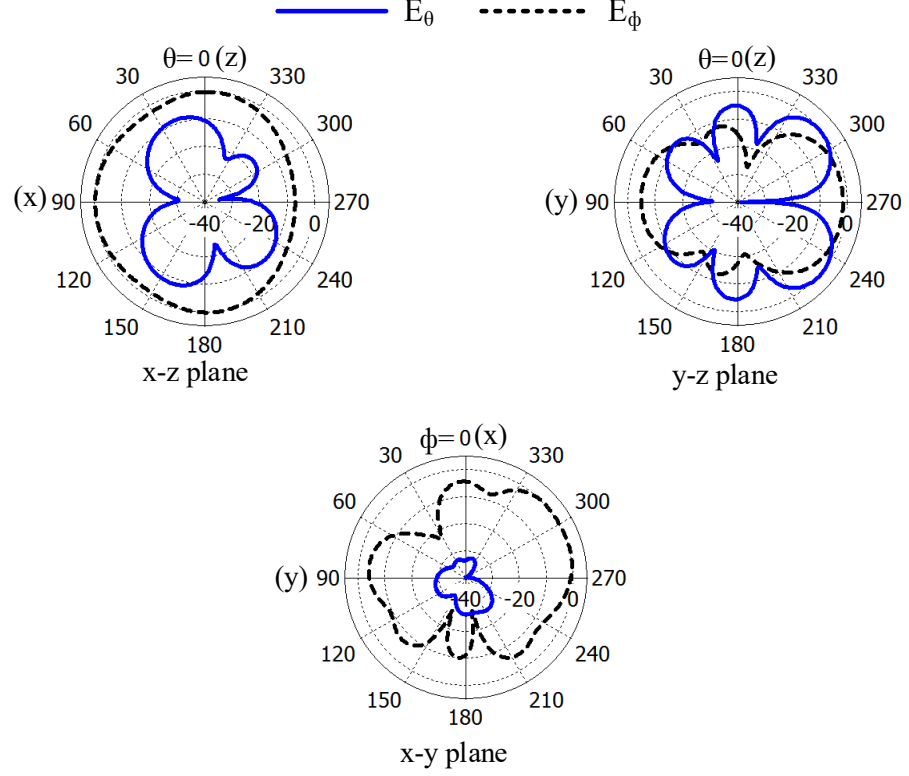 E_θ E_ϕ
θ= 0 (z) θ= 0(z)
30 330 30 330
60 300 60 300
(x) 90 270 (y) 90 270
-40 -20 0 -40 -20 0
120 240 120 240
150 210 150 210
180 180
x-z plane y-z plane
ϕ= 0 (x)
30 330
60 300
(y) 90 270
-40 -20 0
120 240
150 210
180
x-y plane